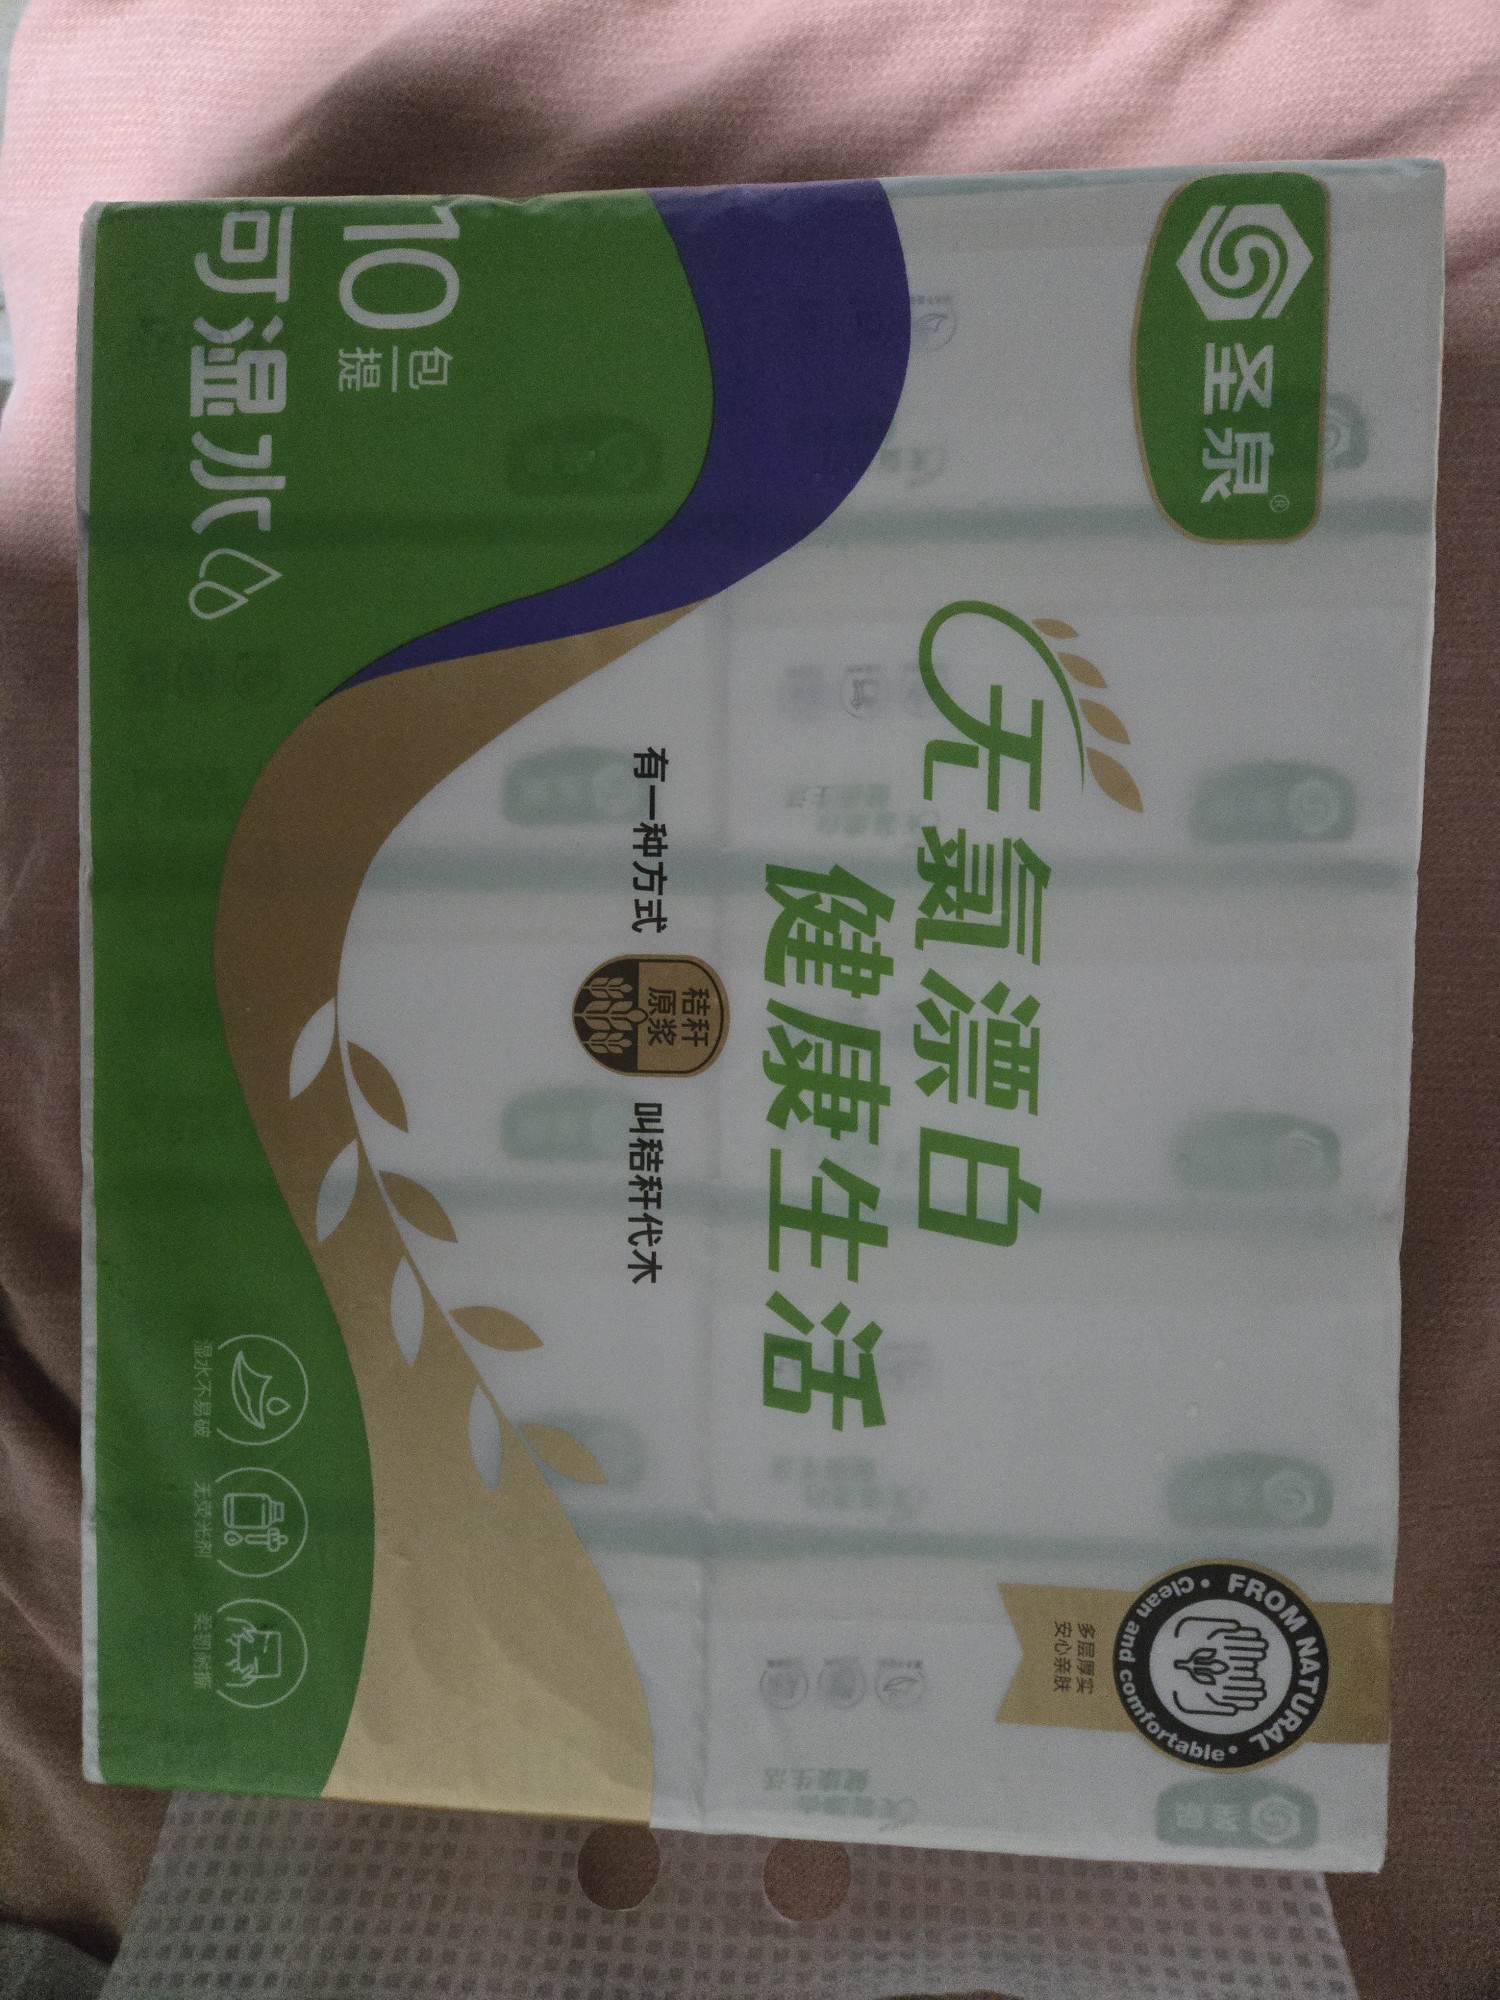 圣泉®
FROM NATURAL
Clean and comfortable
多层厚实
安心亲肤
无氯漂白
健康生活
有一种方式
秸秆
原浆
叫秸秆代木
10包/提
可湿水
湿水不易破
无荧光剂
柔韧耐撕